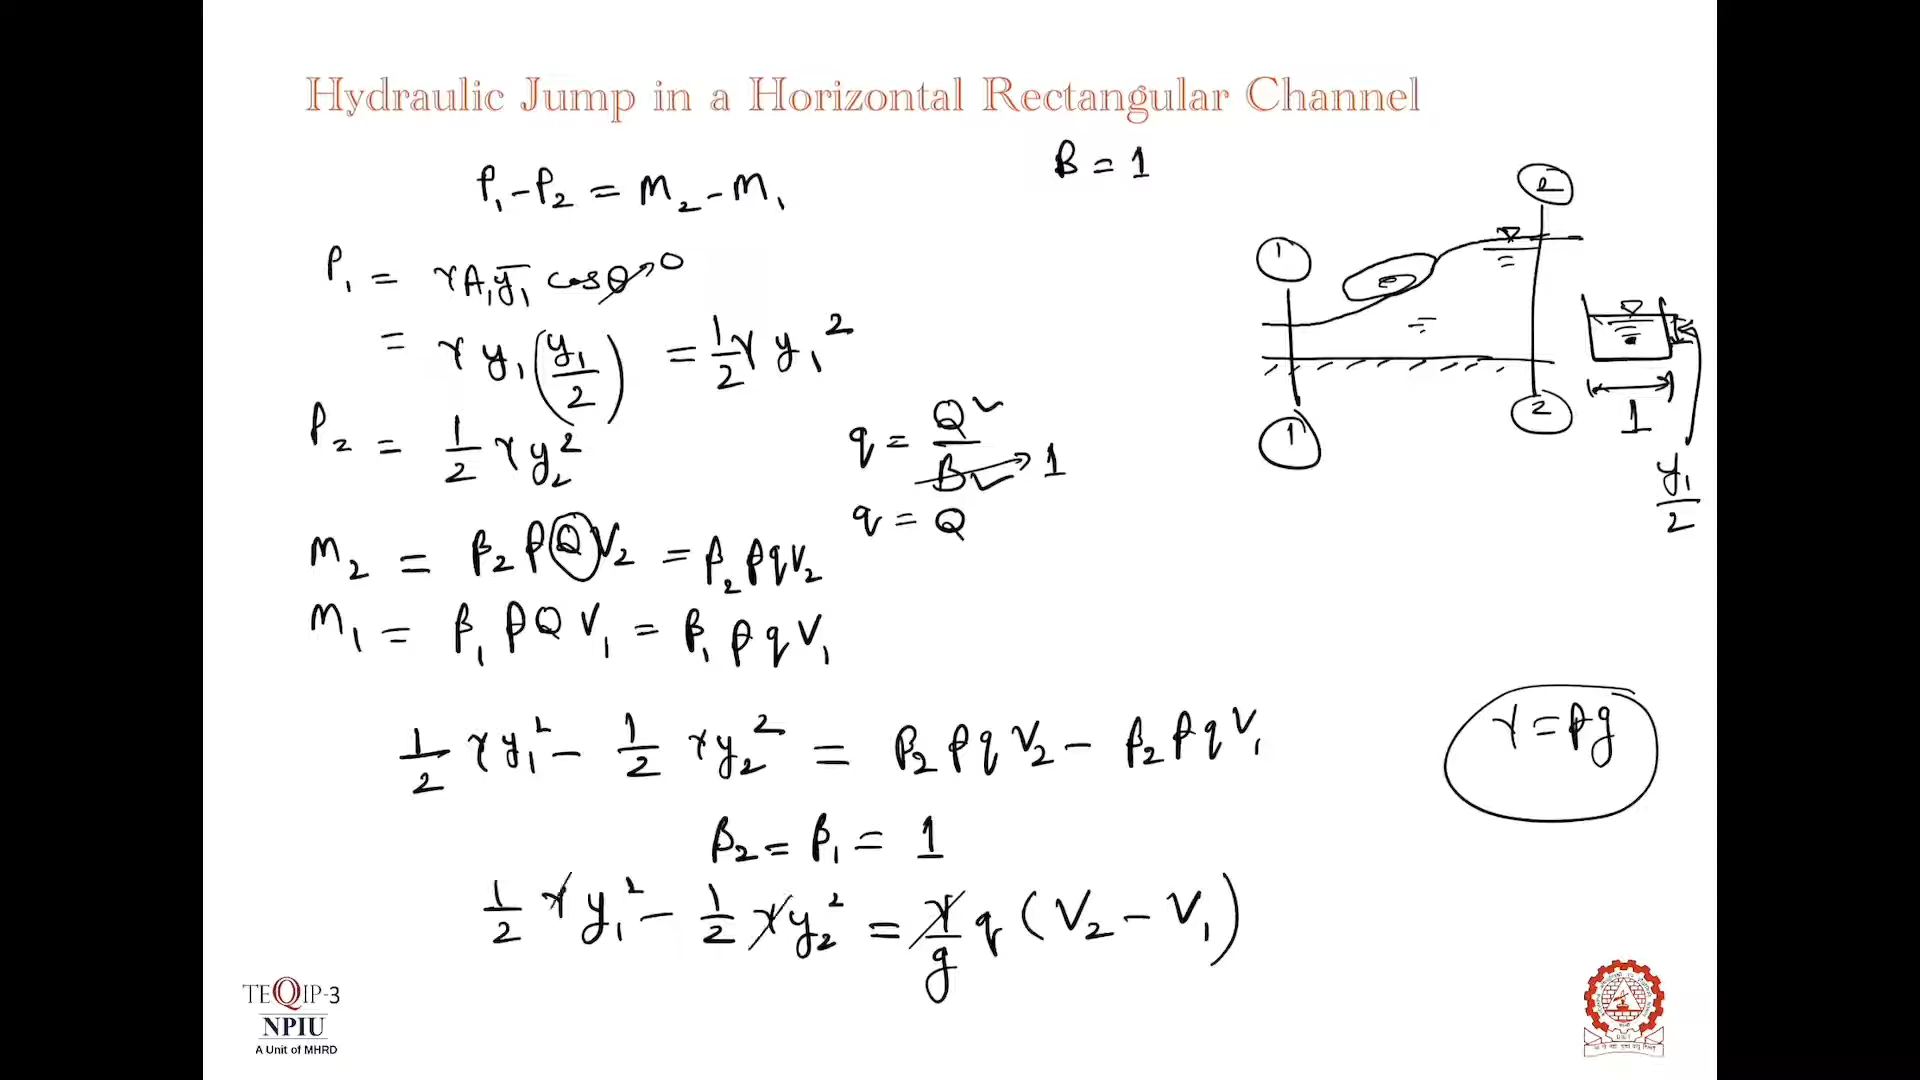 Hydraulic Jump in a Horizontal Rectangular Channel
B = 1
P₁ - P₂ = M₂ - M₁
P₁ = γA₁ȳ₁ cosθ→0
= γ y₁ (y₁/2) = 1/2 γ y₁²
P₂ = 1/2 γ y₂²
q = Q/B → 1
q = Q
M₂ = β₂ ρ Q V₂ = β₂ ρ q V₂
M₁ = β₁ ρ Q V₁ = β₁ ρ q V₁
1/2 γ y₁² - 1/2 γ y₂² = β₂ ρ q V₂ - β₂ ρ q V₁
γ = ρg
β₂ = β₁ = 1
1/2 γ y₁² - 1/2 γ y₂² = γ/g q (V₂ - V₁)
1
2
1
2
1
y₁/2
TEQIP-3
NPIU
A Unit of MHRD